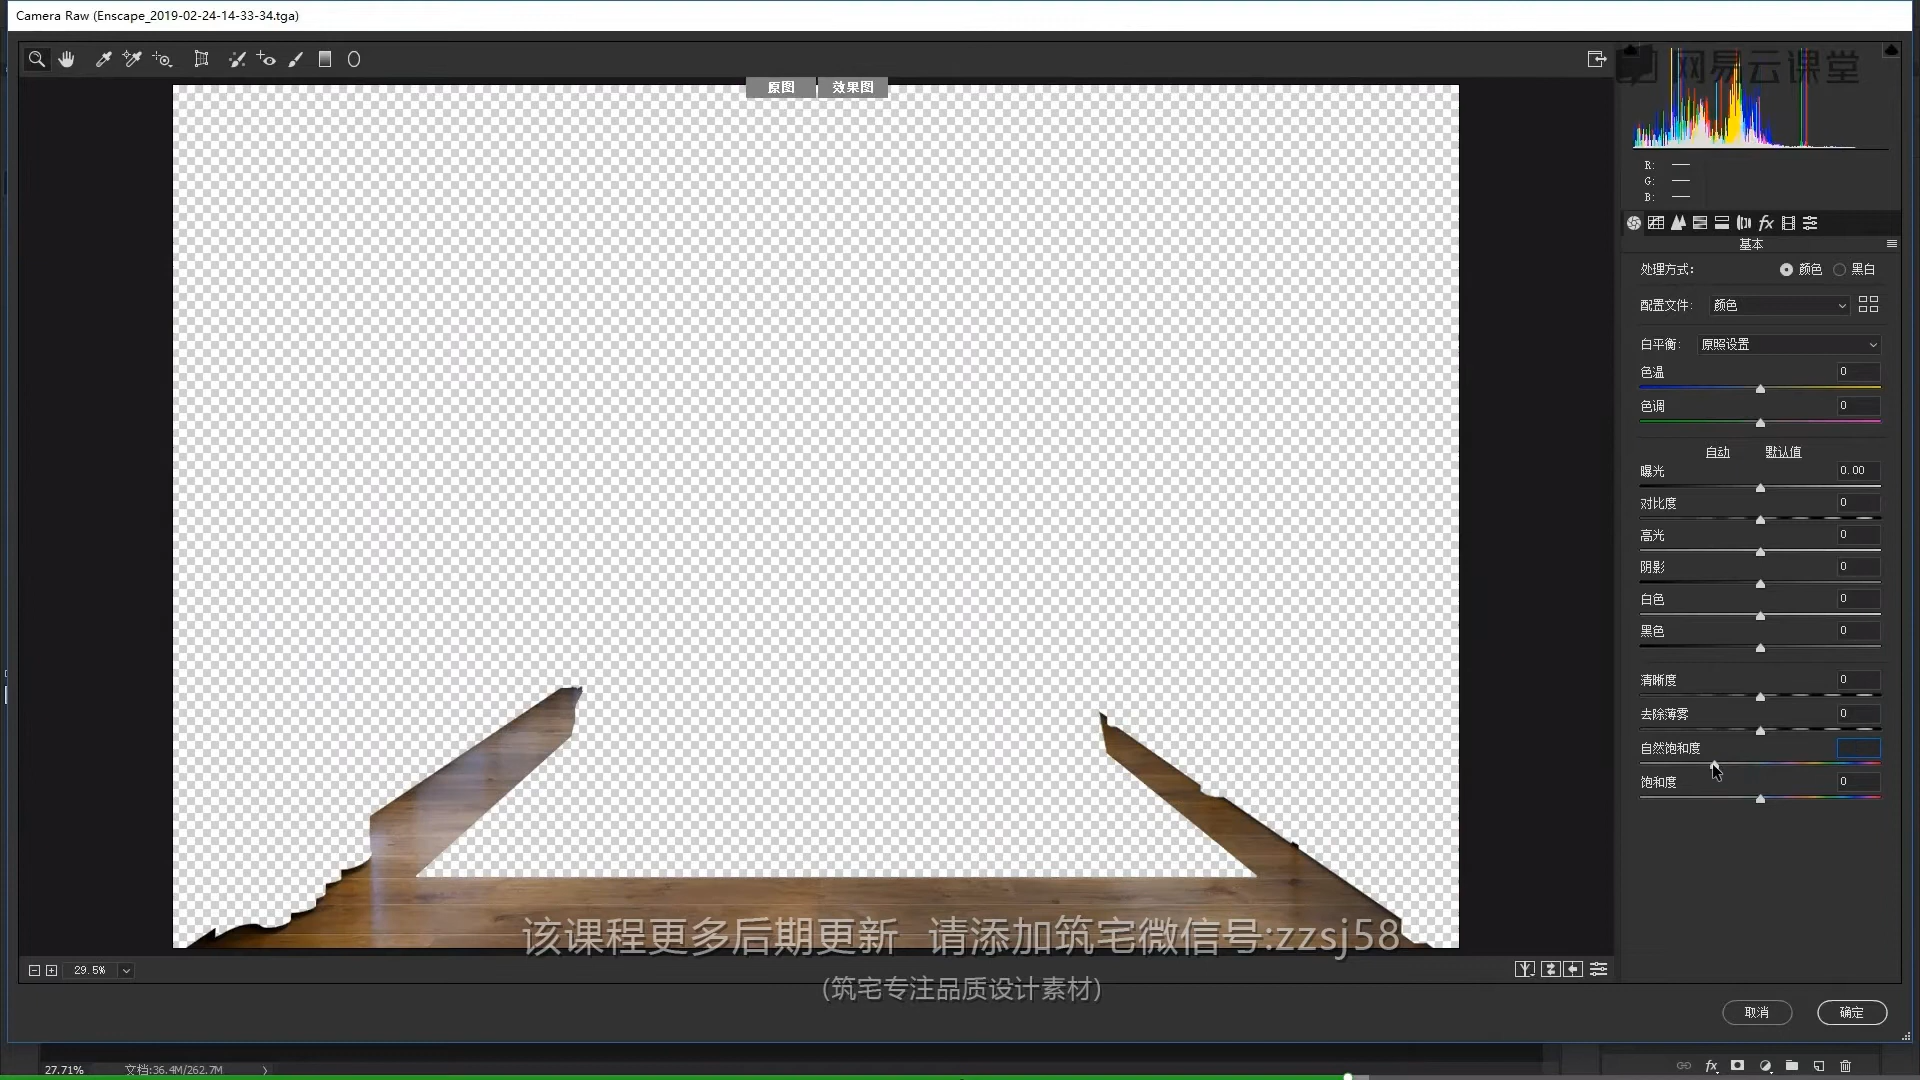 Camera Raw (Enscape_2019-02-24-14-33-34.tga)
网易云课堂
原图 效果图
R:
G:
B:
fx
基本
处理方式: 颜色 黑白
配置文件: 颜色
白平衡: 原照设置
色温 0
色调 0
自动 默认值
曝光 0.00
对比度 0
高光 0
阴影 0
白色 0
黑色 0
清晰度 0
去除薄雾 0
自然饱和度
饱和度 0
该课程更多后期更新 请添加筑宅微信号:zzsj58
(筑宅专注品质设计素材)
29.5%
取消 确定
27.71% 文档:36.4M/262.7M
fx